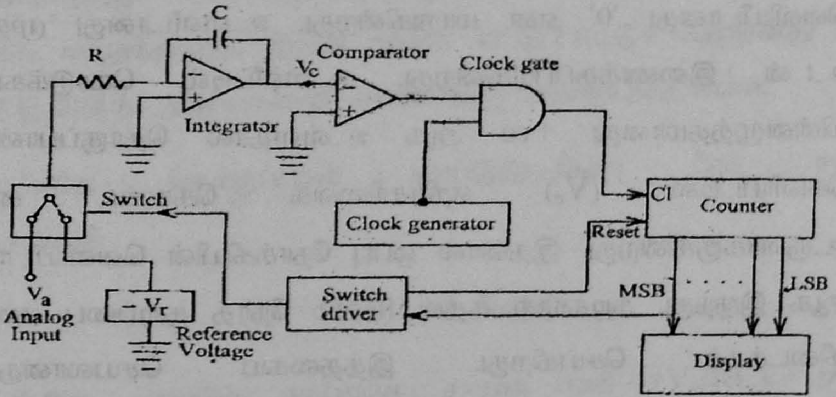 C
R
Vc
Comparator
Clock gate
Integrator
Switch
Clock generator
Cl
Counter
Reset
Va
Analog
Input
Vr
Reference
Voltage
Switch
driver
MSB
LSB
Display